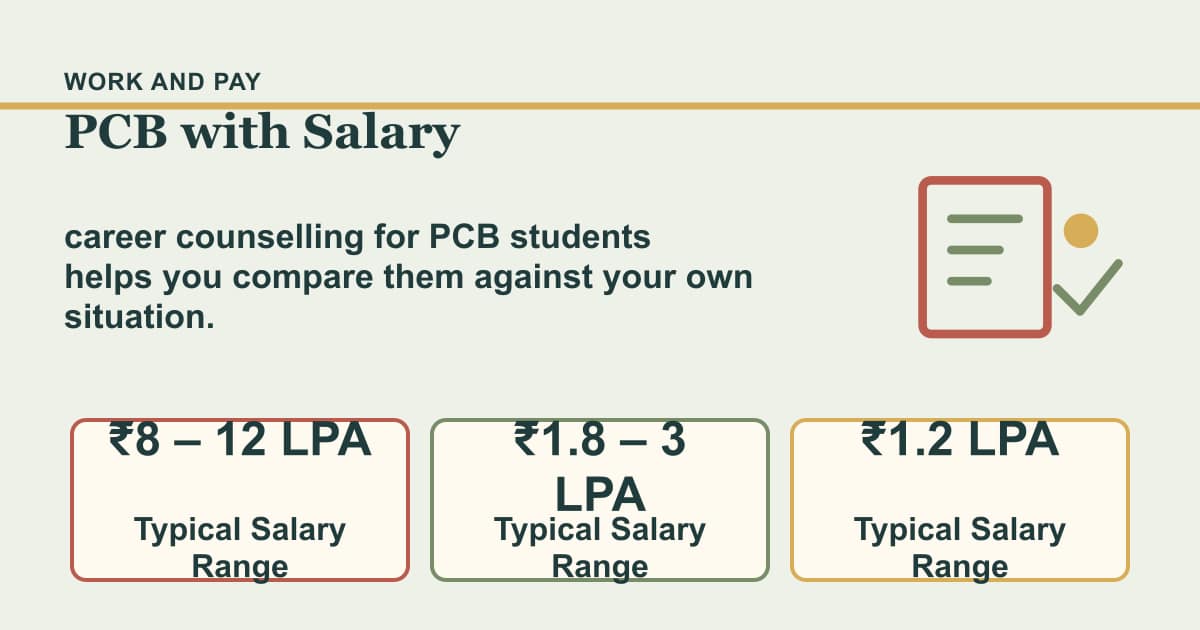 WORK AND PAY
PCB with Salary
career counselling for PCB students
helps you compare them against your own
situation.
₹8 – 12 LPA
Typical Salary
Range
₹1.8 – 3
LPA
Typical Salary
Range
₹1.2 LPA
Typical Salary
Range